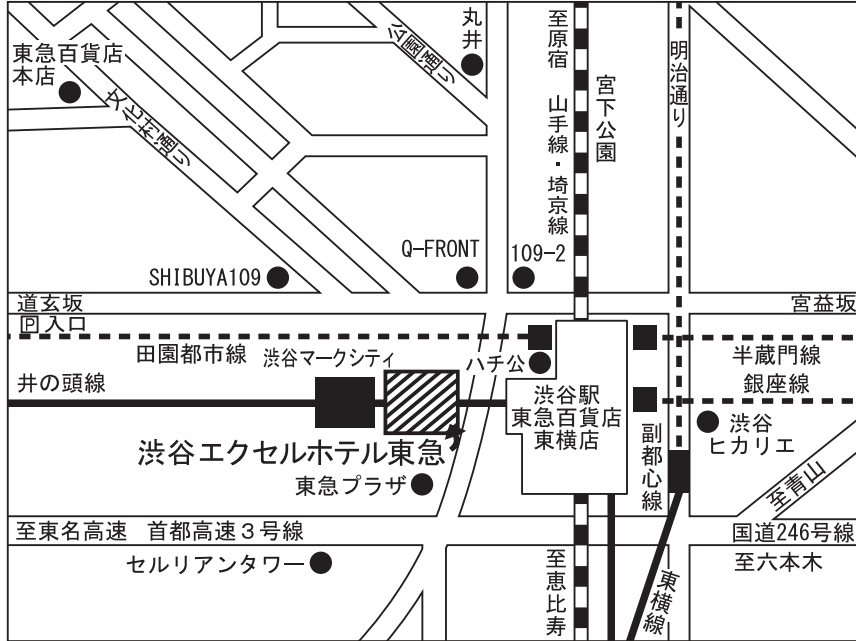 丸井
公園通り
至原宿
山手線・埼京線
宮下公園
明治通り
東急百貨店
本店
文化村通り
Q-FRONT
109-2
SHIBUYA109
道玄坂
宮益坂
P入口
田園都市線
渋谷マークシティ
ハチ公
半蔵門線
井の頭線
銀座線
渋谷駅
東急百貨店
東横店
渋谷
ヒカリエ
副都心線
渋谷エクセルホテル東急
東急プラザ
至青山
至東名高速 首都高速3号線
国道246号線
セルリアンタワー
至恵比寿
東横線
至六本木